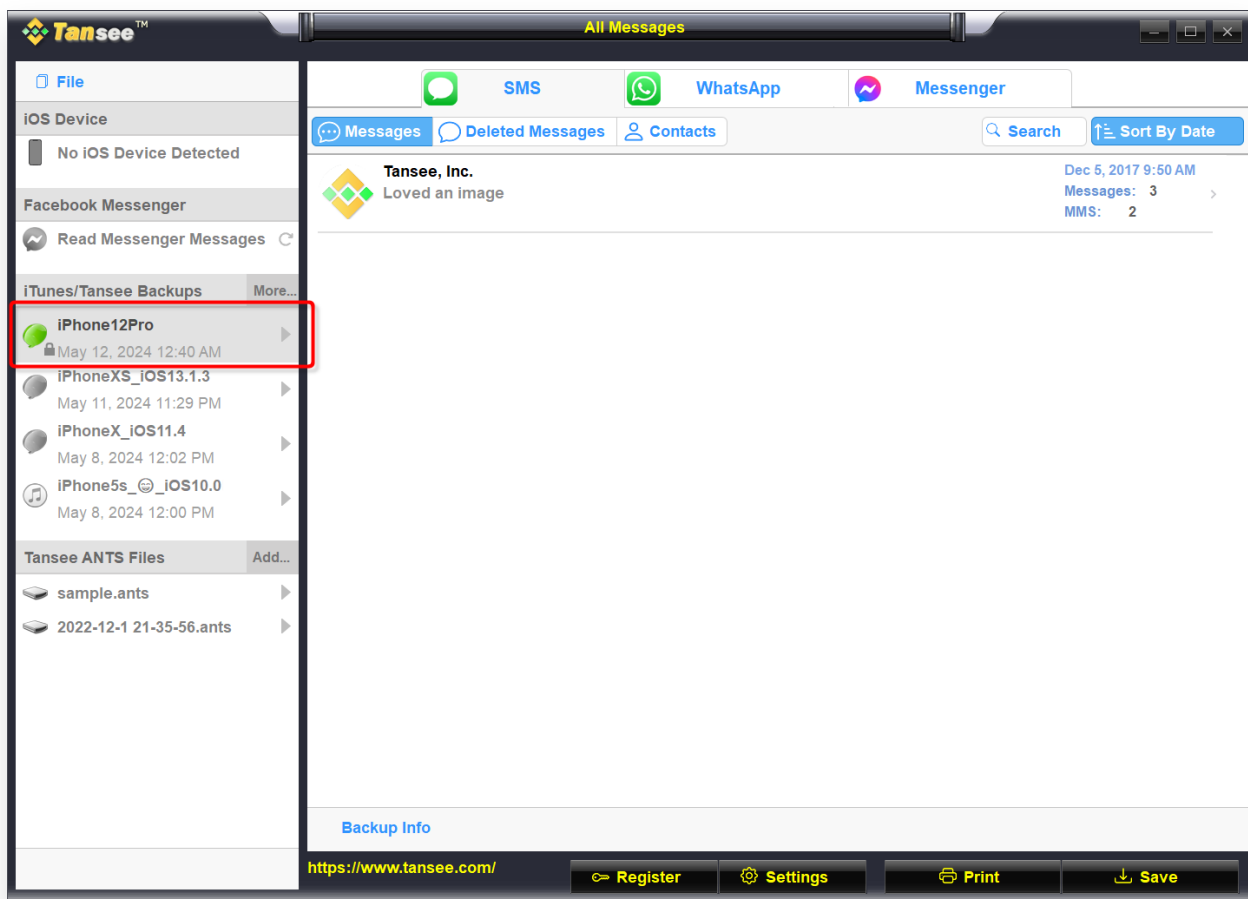 Tansee™
All Messages
File
iOS Device
No iOS Device Detected
Facebook Messenger
Read Messenger Messages
iTunes/Tansee Backups More...
iPhone12Pro
May 12, 2024 12:40 AM
iPhoneXS_iOS13.1.3
May 11, 2024 11:29 PM
iPhoneX_iOS11.4
May 8, 2024 12:02 PM
iPhone5s_😁_iOS10.0
May 8, 2024 12:00 PM
Tansee ANTS Files Add...
sample.ants
2022-12-1 21-35-56.ants
SMS WhatsApp Messenger
Messages Deleted Messages Contacts Search Sort By Date
Tansee, Inc. Dec 5, 2017 9:50 AM
Loved an image Messages: 3
MMS: 2
Backup Info
https://www.tansee.com/ Register Settings Print Save